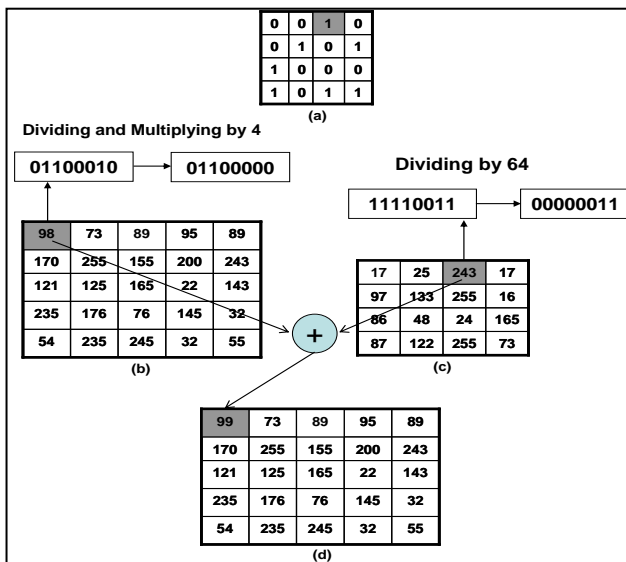 0 0 1 0
0 1 0 1
1 0 0 0
1 0 1 1
(a)
Dividing and Multiplying by 4
01100010 01100000
Dividing by 64
11110011 00000011
98 73 89 95 89
170 255 155 200 243
121 125 165 22 143
235 176 76 145 32
54 235 245 32 55
(b)
17 25 243 17
97 133 255 16
86 48 24 165
87 122 255 73
(c)
+
99 73 89 95 89
170 255 155 200 243
121 125 165 22 143
235 176 76 145 32
54 235 245 32 55
(d)